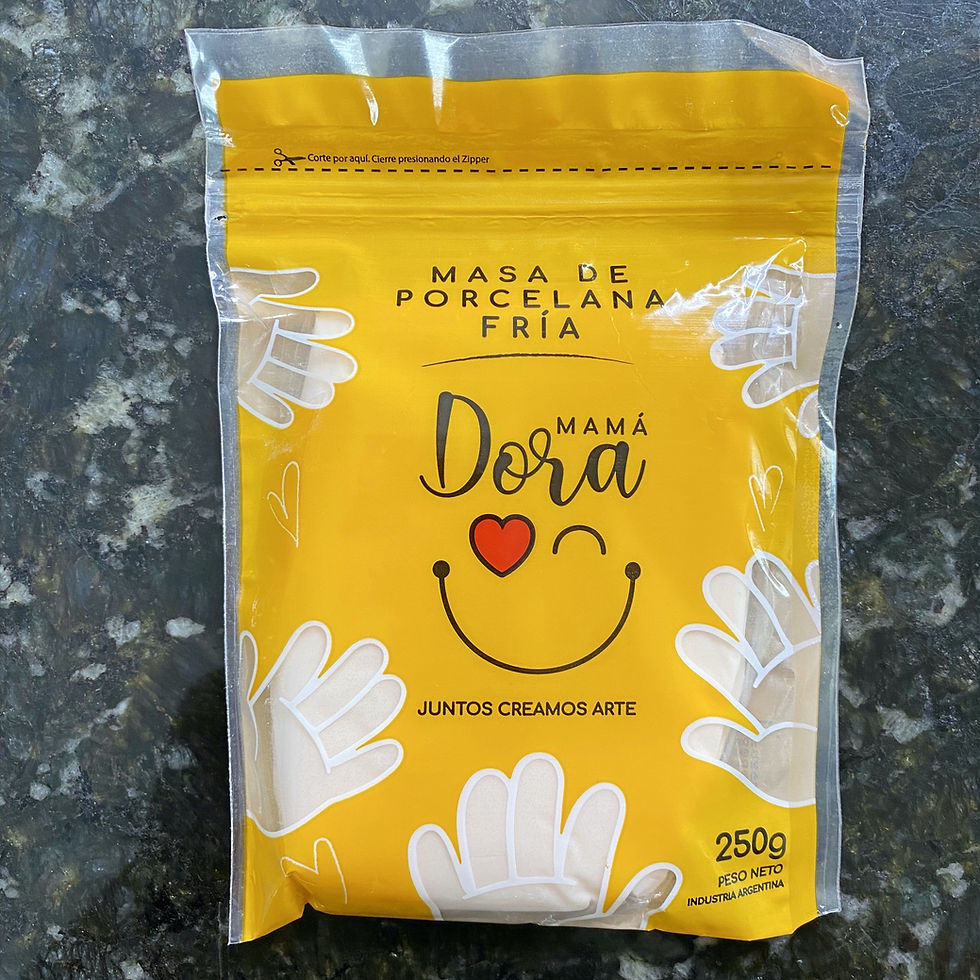 Corte por aquí. Cierre presionando el Zipper
MASA DE
PORCELANA
FRÍA
MAMÁ
Dora
JUNTOS CREAMOS ARTE
250g
PESO NETO
INDUSTRIA ARGENTINA